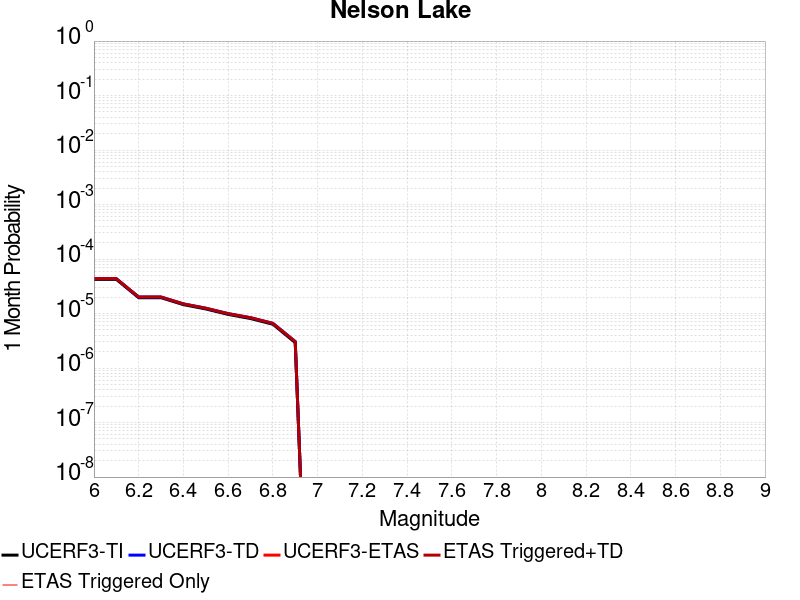 Nelson Lake
10^0
10^-1
10^-2
10^-3
10^-4
10^-5
10^-6
10^-7
10^-8
1 Month Probability
6 6.2 6.4 6.6 6.8 7 7.2 7.4 7.6 7.8 8 8.2 8.4 8.6 8.8 9
Magnitude
UCERF3-TI UCERF3-TD UCERF3-ETAS ETAS Triggered+TD
ETAS Triggered Only